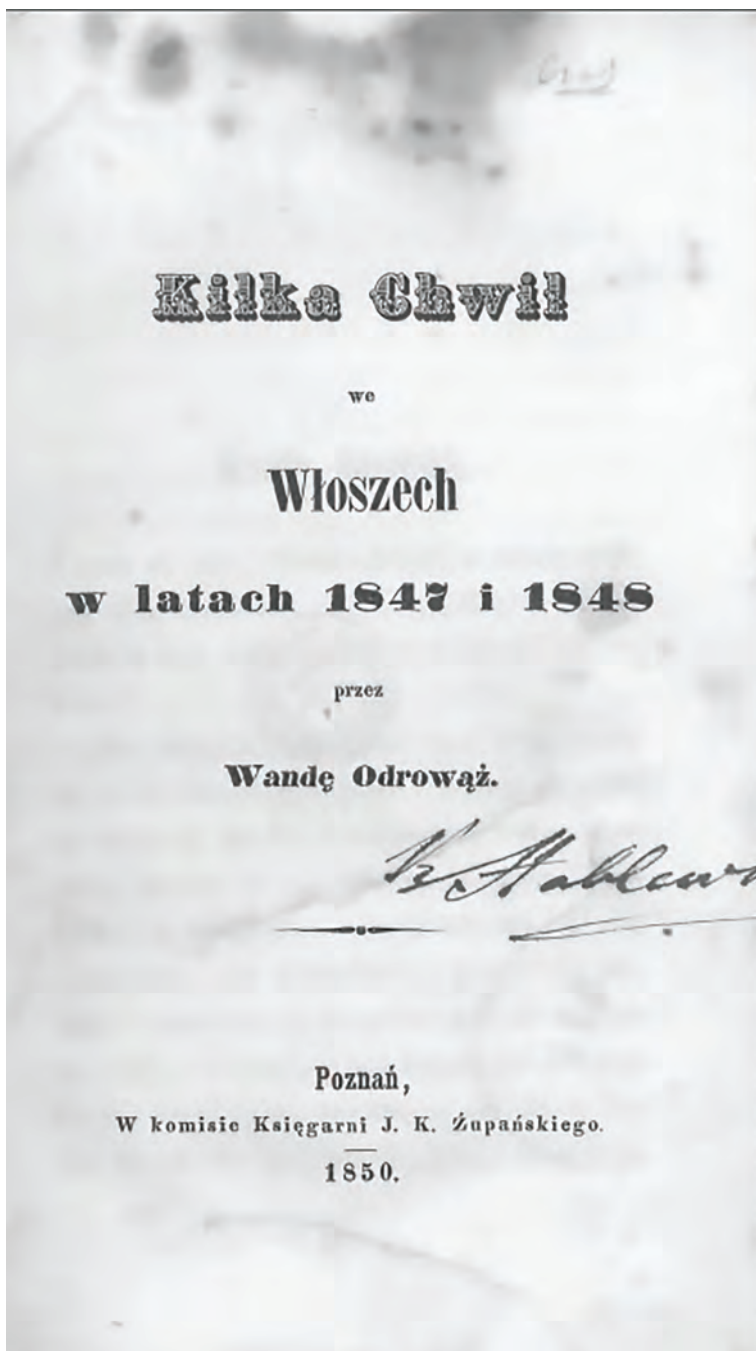 Kilka Chwil
we
Włoszech
w latach 1847 i 1848
przez
Wandę Odrowąż.
Poznań,
W komisie Księgarni J. K. Żupańskiego.
1850.